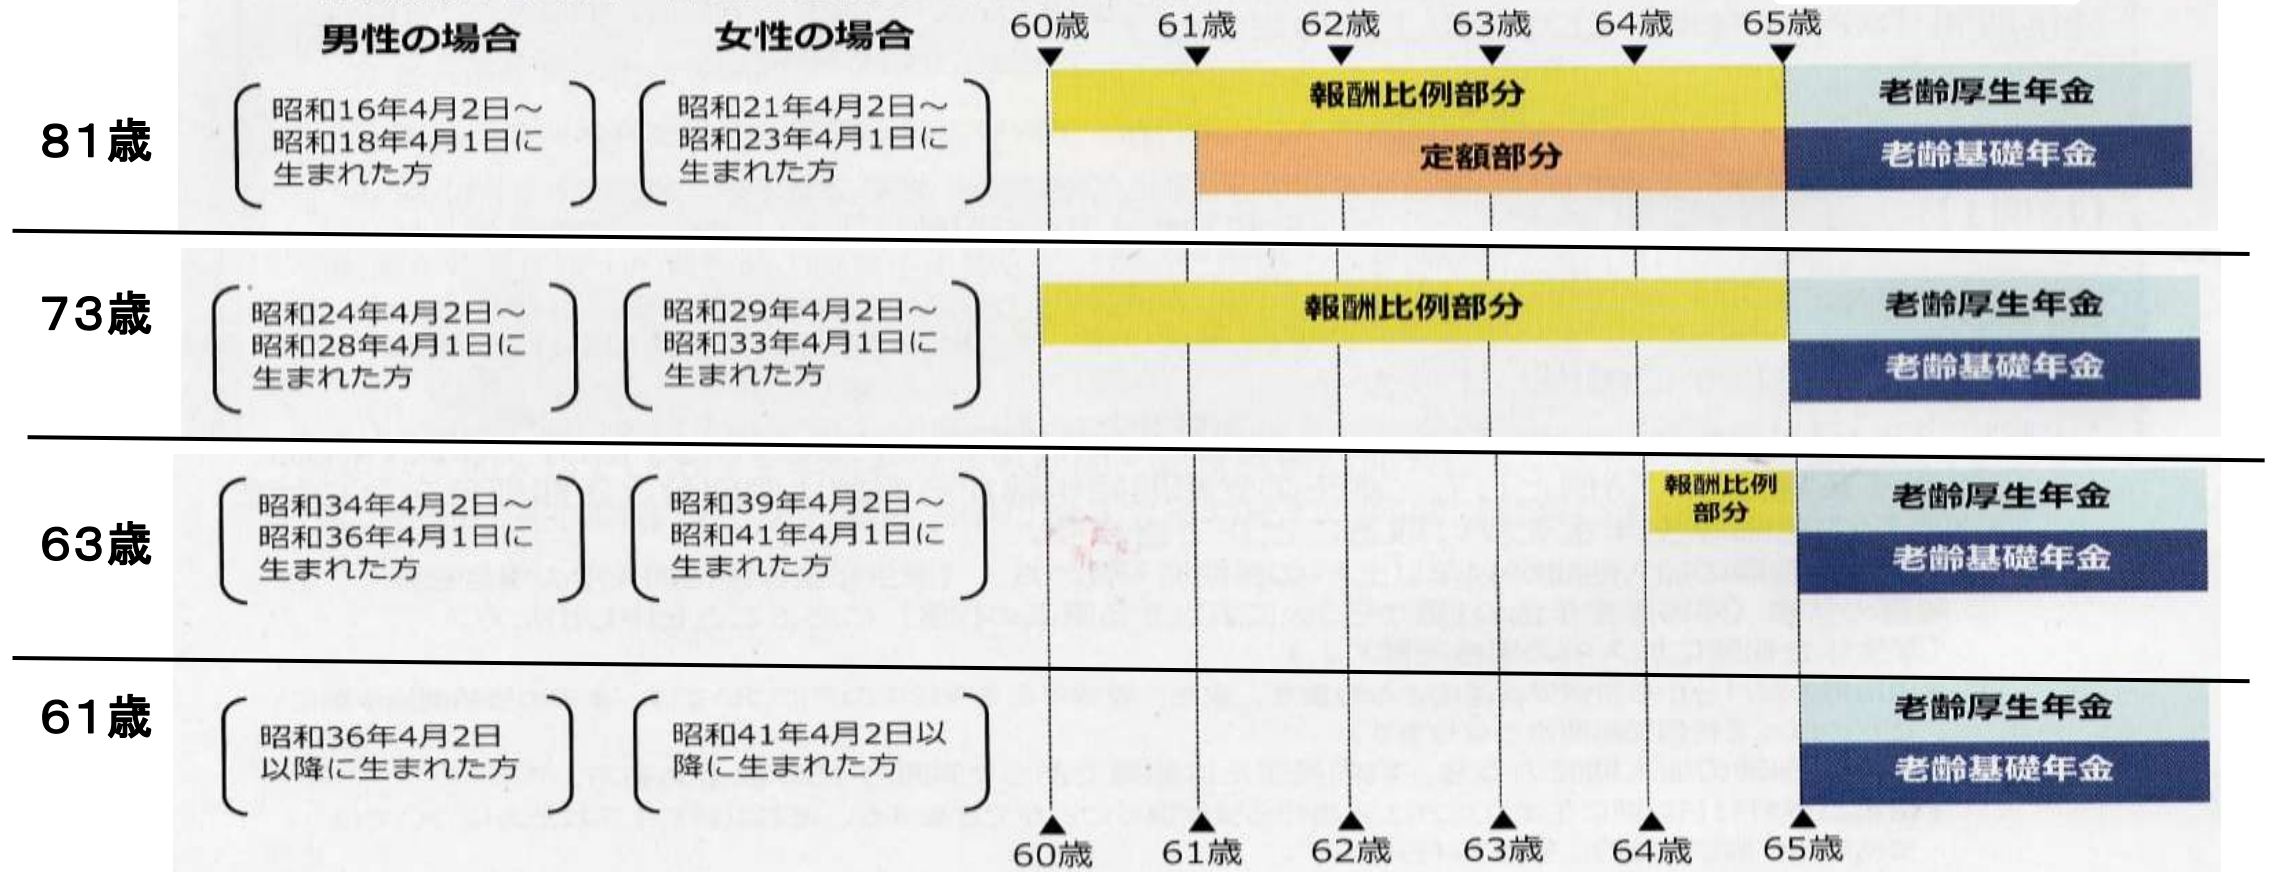 男性の場合
女性の場合
60歳 61歳 62歳 63歳 64歳 65歳
81歳
昭和16年4月2日～
昭和18年4月1日に
生まれた方
昭和21年4月2日～
昭和23年4月1日に
生まれた方
報酬比例部分
定額部分
老齢厚生年金
老齢基礎年金
73歳
昭和24年4月2日～
昭和28年4月1日に
生まれた方
昭和29年4月2日～
昭和33年4月1日に
生まれた方
報酬比例部分
老齢厚生年金
老齢基礎年金
63歳
昭和34年4月2日～
昭和36年4月1日に
生まれた方
昭和39年4月2日～
昭和41年4月1日に
生まれた方
報酬比例
部分
老齢厚生年金
老齢基礎年金
61歳
昭和36年4月2日
以降に生まれた方
昭和41年4月2日以
降に生まれた方
老齢厚生年金
老齢基礎年金
60歳 61歳 62歳 63歳 64歳 65歳